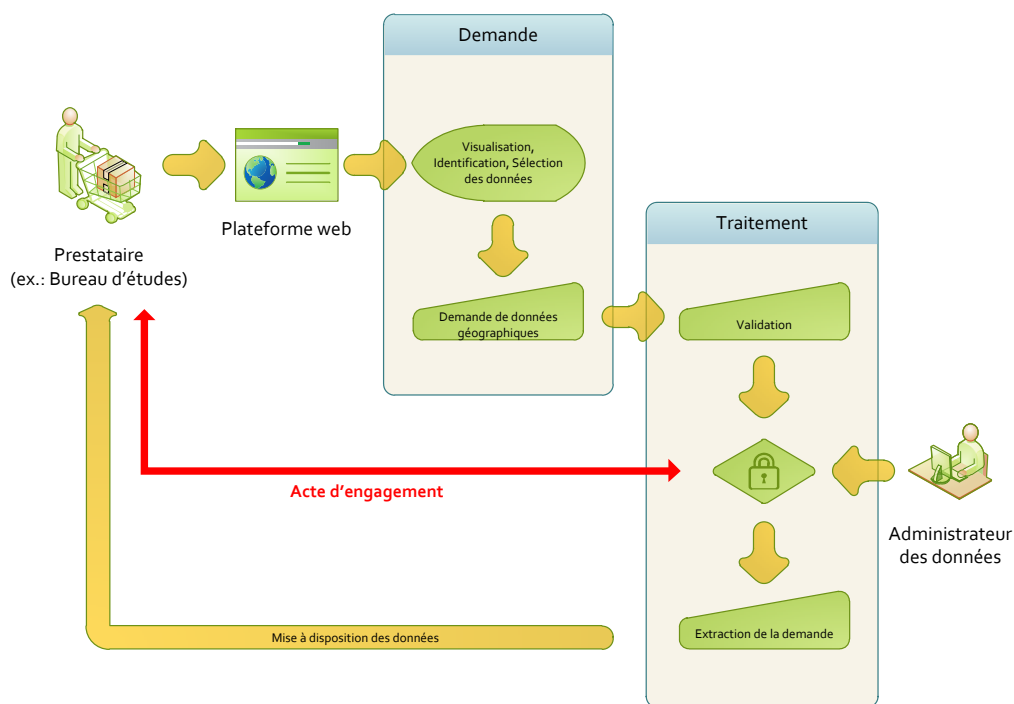 Demande
Visualisation,
Identification, Sélection
des données
Plateforme web
Prestataire
(ex.: Bureau d'études)
Demande de données
géographiques
Traitement
Validation
Acte d'engagement
Administrateur
des données
Extraction de la demande
Mise à disposition des données